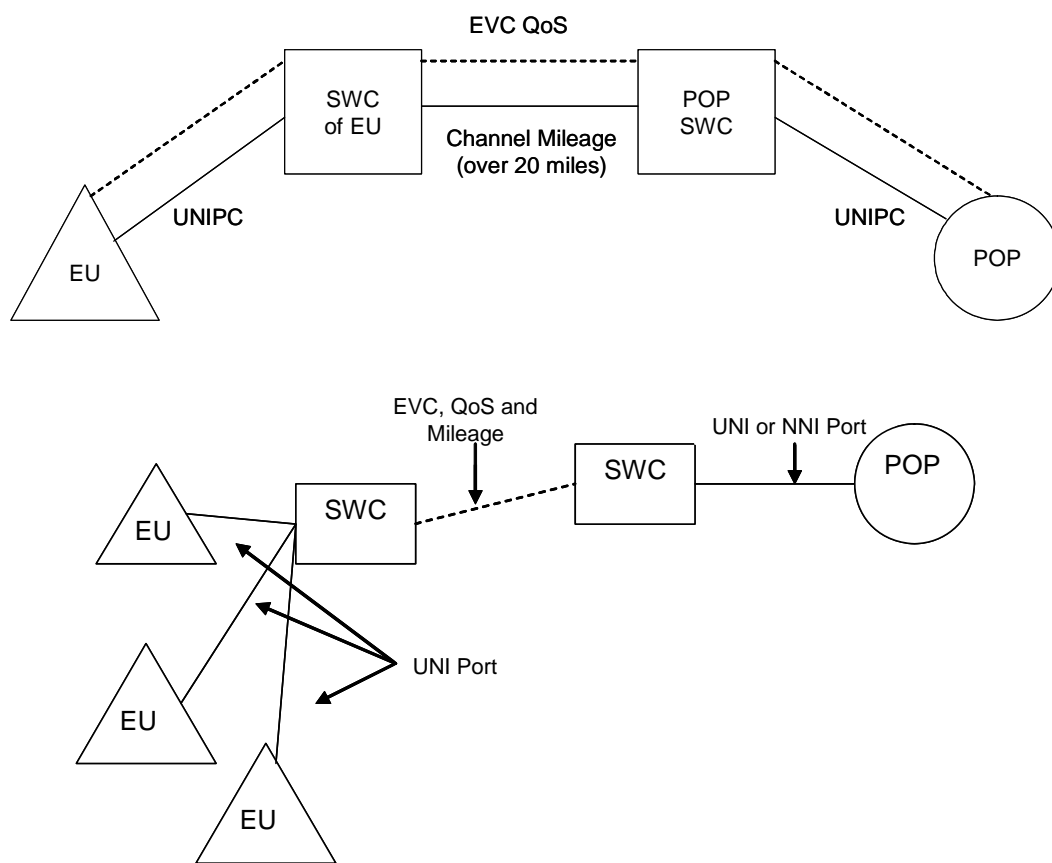 EVC QoS
SWC
of EU
POP
SWC
Channel Mileage
(over 20 miles)
UNIPC
UNIPC
EU
POP
EVC, QoS and
Mileage
UNI or NNI Port
POP
SWC
SWC
EU
UNI Port
EU
EU